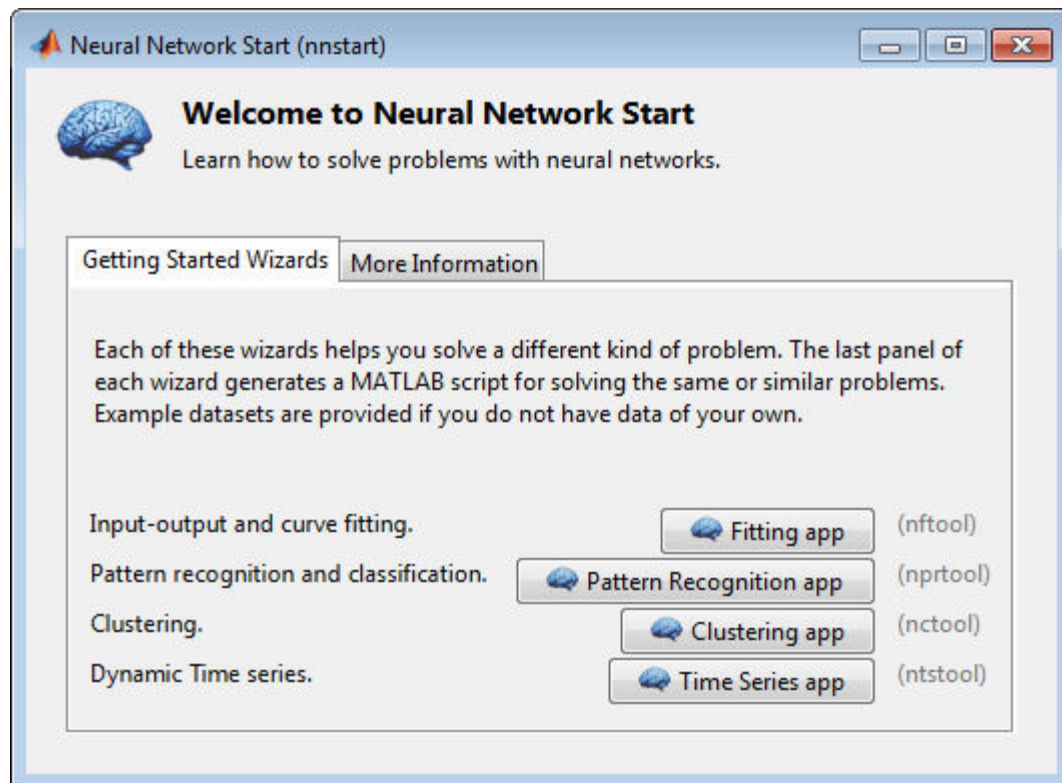 Neural Network Start (nnstart)
Welcome to Neural Network Start
Learn how to solve problems with neural networks.
Getting Started Wizards
More Information
Each of these wizards helps you solve a different kind of problem. The last panel of
each wizard generates a MATLAB script for solving the same or similar problems.
Example datasets are provided if you do not have data of your own.
Input-output and curve fitting. Fitting app (nftool)
Pattern recognition and classification. Pattern Recognition app (nprtool)
Clustering. Clustering app (nctool)
Dynamic Time series. Time Series app (ntstool)